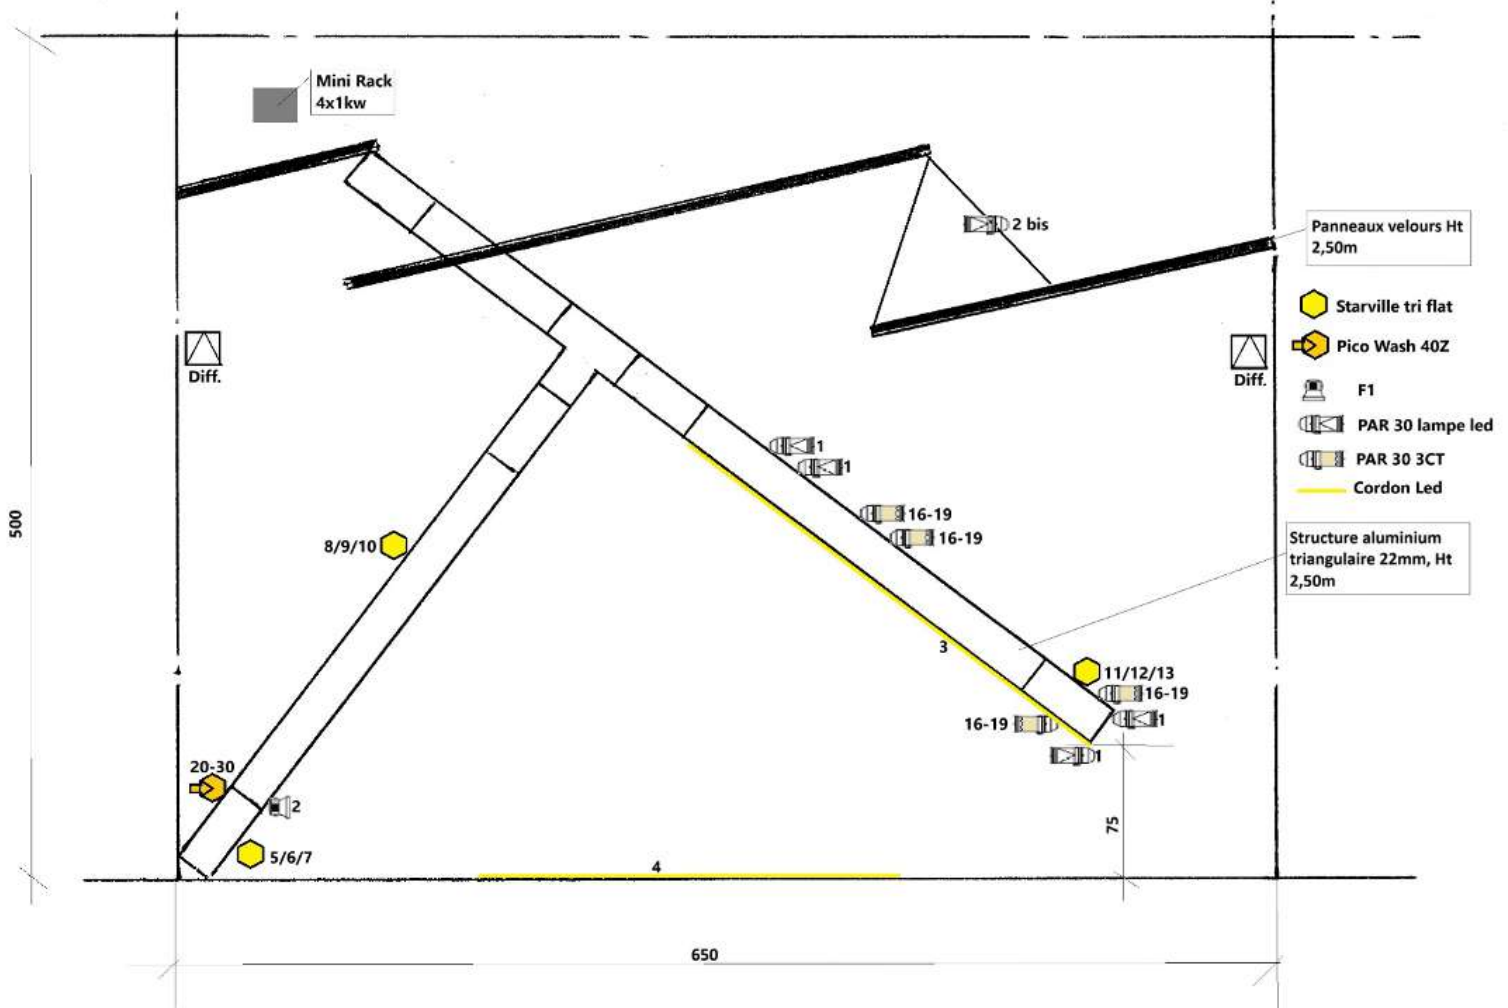 Mini Rack
4x1kw
2 bis
Panneaux velours Ht
2,50m
Starville tri flat
Pico Wash 40Z
Diff.
Diff.
F1
PAR 30 lampe led
PAR 30 3CT
Cordon Led
1
1
16-19
16-19
500
8/9/10
Structure aluminium
triangulaire 22mm, Ht
2,50m
3
11/12/13
16-19
16-19
1
1
20-30
2
75
5/6/7
4
650